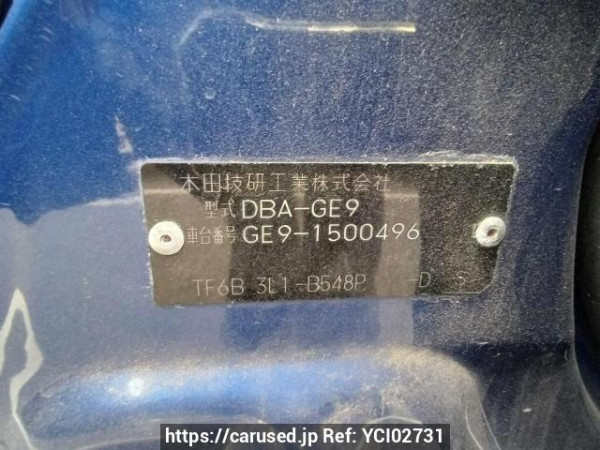 本田技研工業株式会社
型式 DBA-GE9
車台番号 GE9-1500496
TF6B 3L1-B548P -D S
https://carused.jp Ref: YCI02731